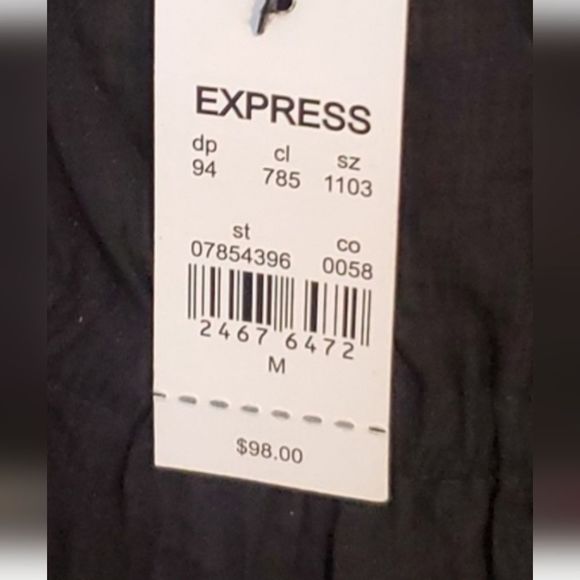 EXPRESS
dp cl sz
94 785 1103
st co
07854396 0058
2467 6472
M
$98.00